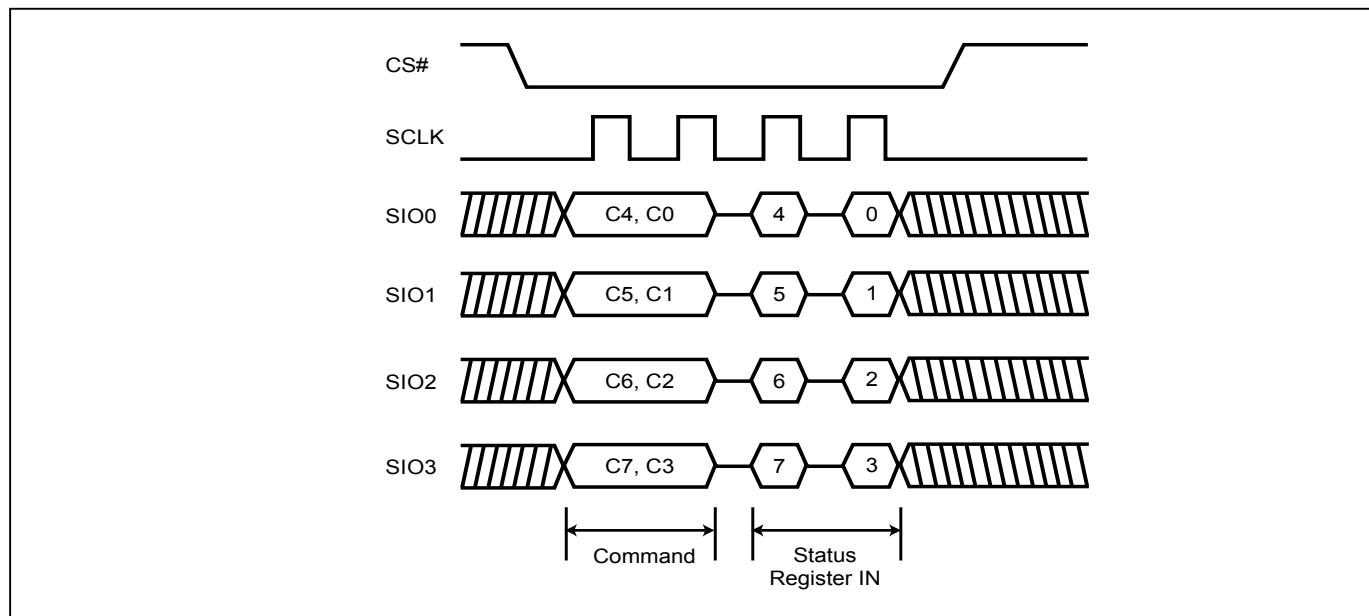 CS#
SCLK
SIO0 C4, C0 4 0
SIO1 C5, C1 5 1
SIO2 C6, C2 6 2
SIO3 C7, C3 7 3
Command Status
Register IN